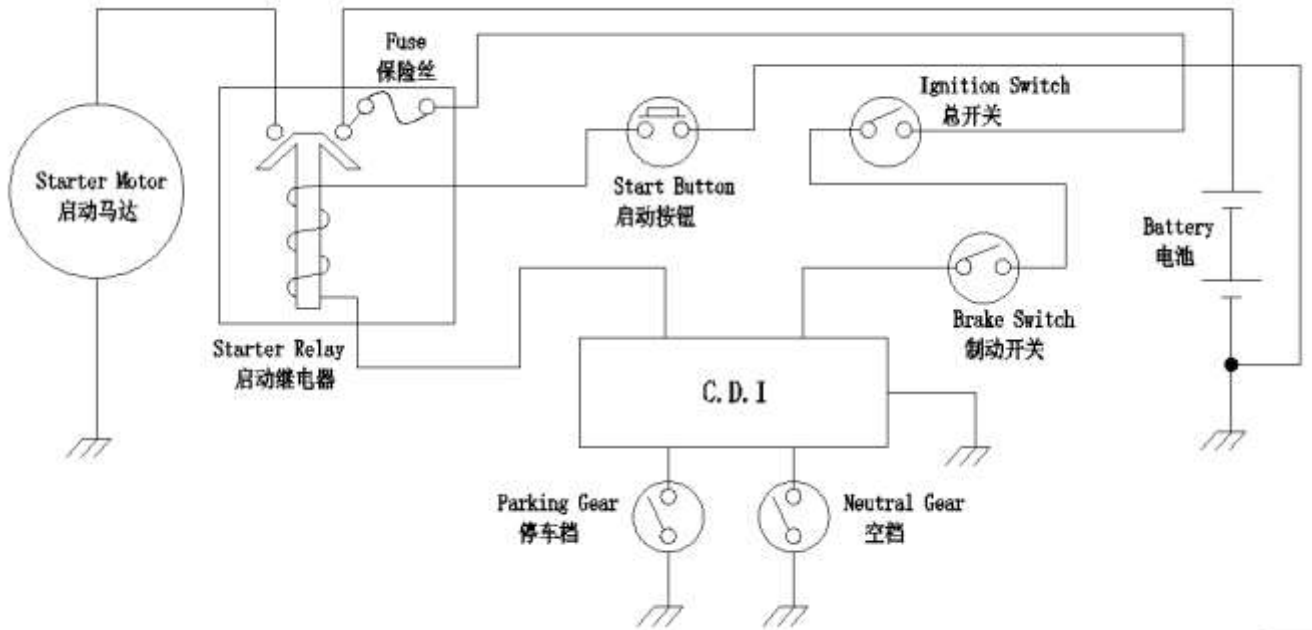 Fuse
保险丝
Ignition Switch
总开关
Starter Motor
启动马达
Start Button
启动按钮
Battery
电池
Brake Switch
制动开关
Starter Relay
启动继电器
C.D.I
Parking Gear
停车档
Neutral Gear
空档